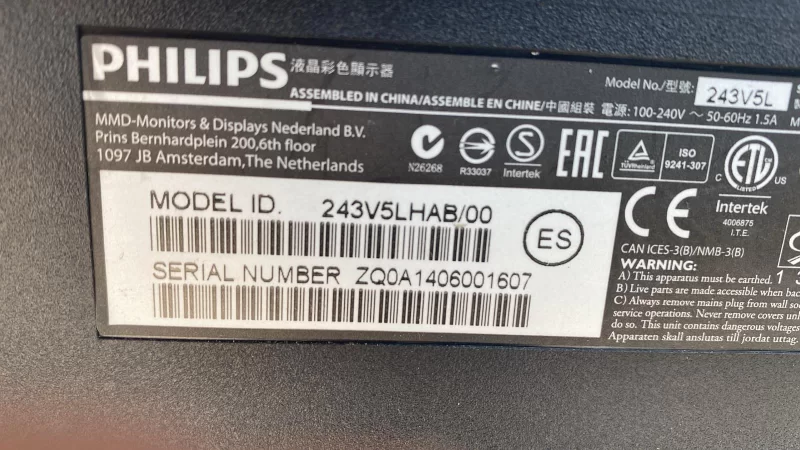 PHILIPS 液晶彩色顯示器
Model No./型號: 243V5L
ASSEMBLED IN CHINA/ASSEMBLE EN CHINE/中國組裝 電源: 100-240V ~ 50-60Hz 1.5A
MMD-Monitors & Displays Nederland B.V.
Prins Bernhardplein 200,6th floor
1097 JB Amsterdam,The Netherlands
N26268
R33037
S
Intertek
EAC
TÜVRheinland
ISO
9241-307
C ETL US
LISTED
Intertek
4006875
I.T.E.
MODEL ID. 243V5LHAB/00
ES
SERIAL NUMBER ZQ0A1406001607
CE
CAN ICES-3(B)/NMB-3(B)
WARNING:
A) This apparatus must be earthed.
B) Live parts are made accessible when
C) Always remove mains plug from wall
service operations. Never remove covers
do so. This unit contains dangerous voltages
Apparaten skall anslutas till jordat uttag.